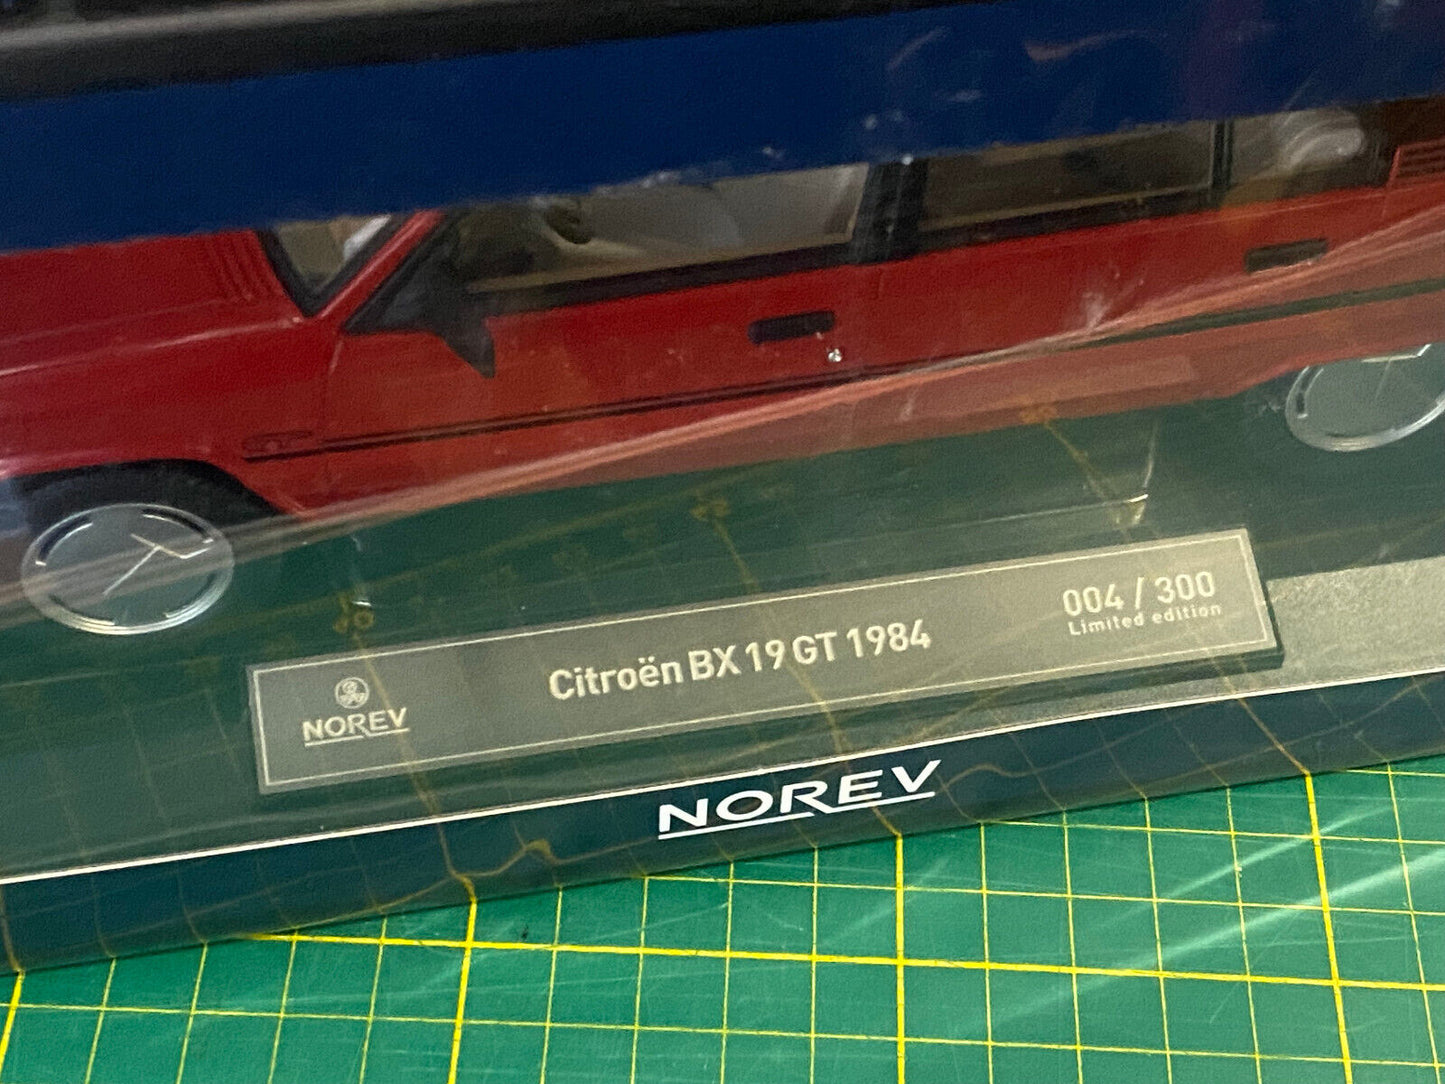 004 / 300
Limited edition
Citroën BX 19 GT 1984
NOREV
NOREV